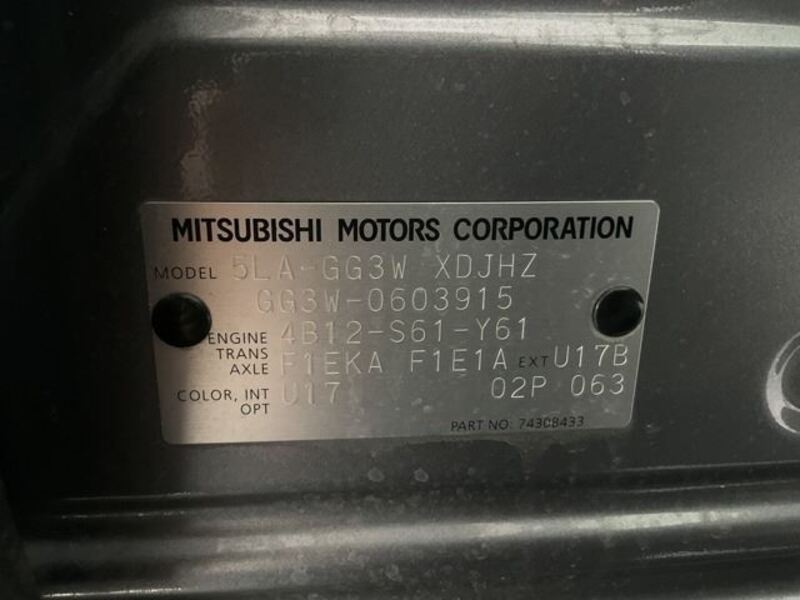 MITSUBISHI MOTORS CORPORATION
MODEL 5LA-GG3W XDJHZ
GG3W-0603915
ENGINE 4B12-S61-Y61
TRANS
AXLE F1EKA F1E1A EXT U17B
COLOR, INT U17 02P 063
OPT
PART NO: 7430B433